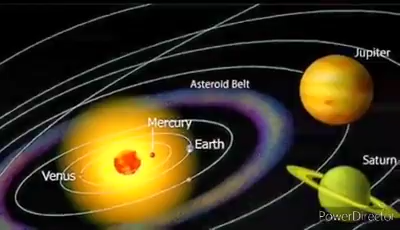 Jupiter
Asteroid Belt
Mercury
Earth
Saturn
Venus
PowerDirector